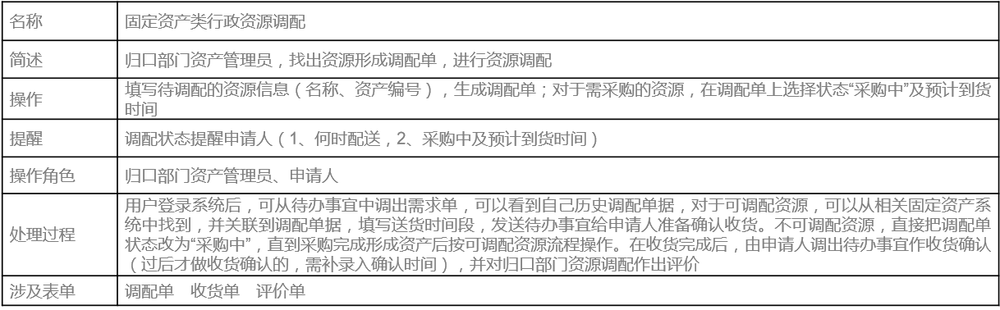 名称
固定资产类行政资源调配
简述
归口部门资产管理员，找出资源形成调配单，进行资源调配
操作
填写待调配的资源信息（名称、资产编号），生成调配单；对于需采购的资源，在调配单上选择状态“采购中”及预计到货
时间
提醒
调配状态提醒申请人（1、何时配送，2、采购中及预计到货时间）
操作角色
归口部门资产管理员、申请人
处理过程
用户登录系统后，可从待办事宜中调出需求单，可以看到自己历史调配单据，对于可调配资源，可以从相关固定资产系
统中找到，并关联到调配单据，填写送货时间段，发送待办事宜给申请人准备确认收货。不可调配资源，直接把调配单
状态改为“采购中”，直到采购完成形成资产后按可调配资源流程操作。在收货完成后，由申请人调出待办事宜作收货确认
（过后才做收货确认的，需补录入确认时间），并对归口部门资源调配作出评价
涉及表单
调配单 收货单 评价单